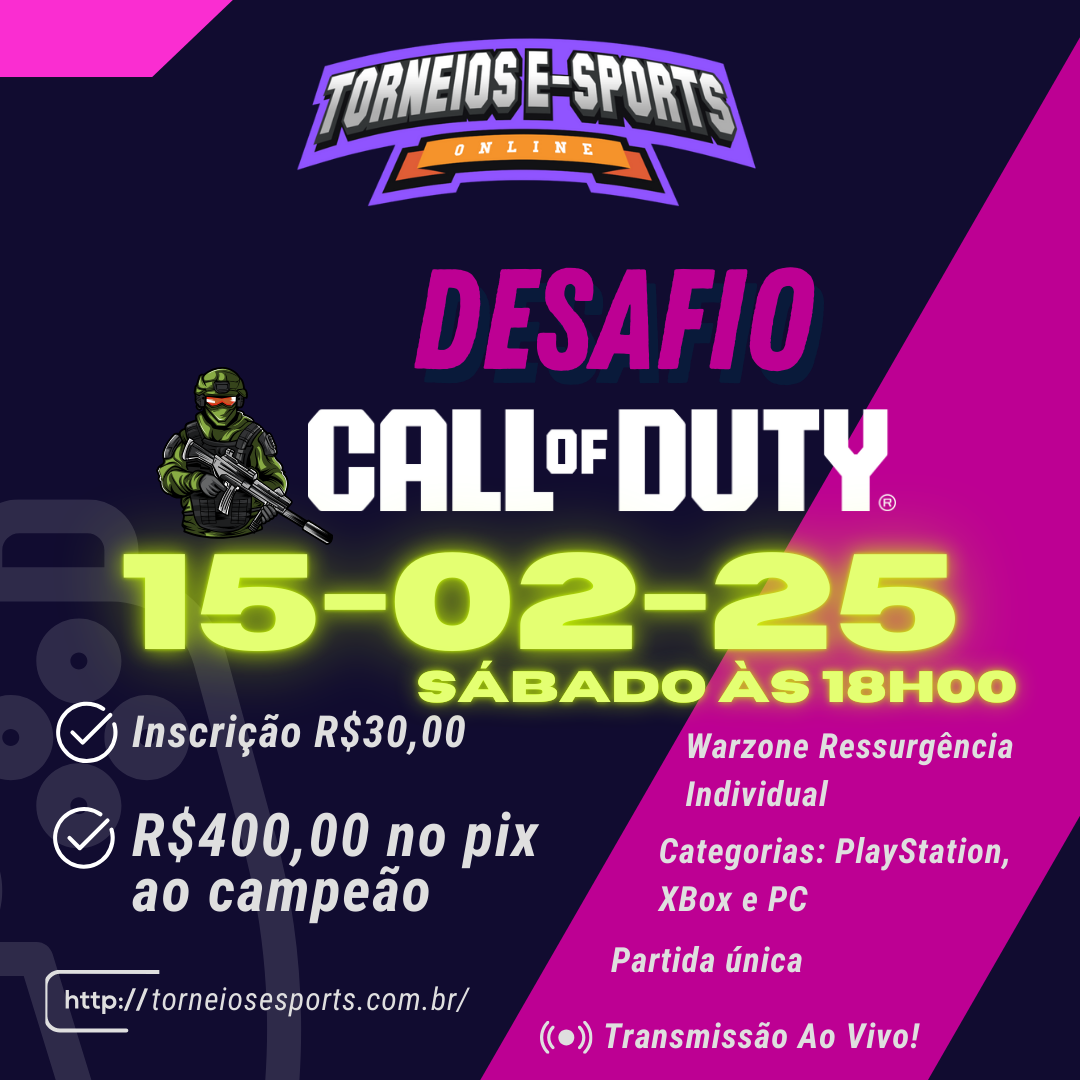 TORNEIOS E-SPORTS
ONLINE
DESAFIO
CALL OF DUTY®
15-02-25
SÁBADO ÀS 18H00
Inscrição R$30,00
R$400,00 no pix
ao campeão
http://torneiosesports.com.br/
Warzone Ressurgência
Individual
Categorias: PlayStation,
XBox e PC
Partida única
Transmissão Ao Vivo!